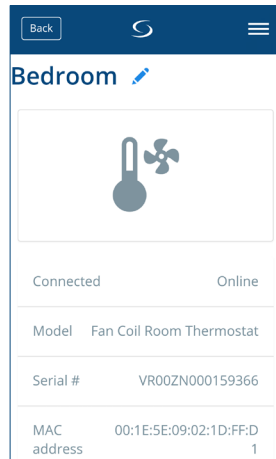 Back
Bedroom
Connected Online
Model Fan Coil Room Thermostat
Serial # VR00ZN000159366
MAC 00:1E:5E:09:02:1D:FF:D
address 1